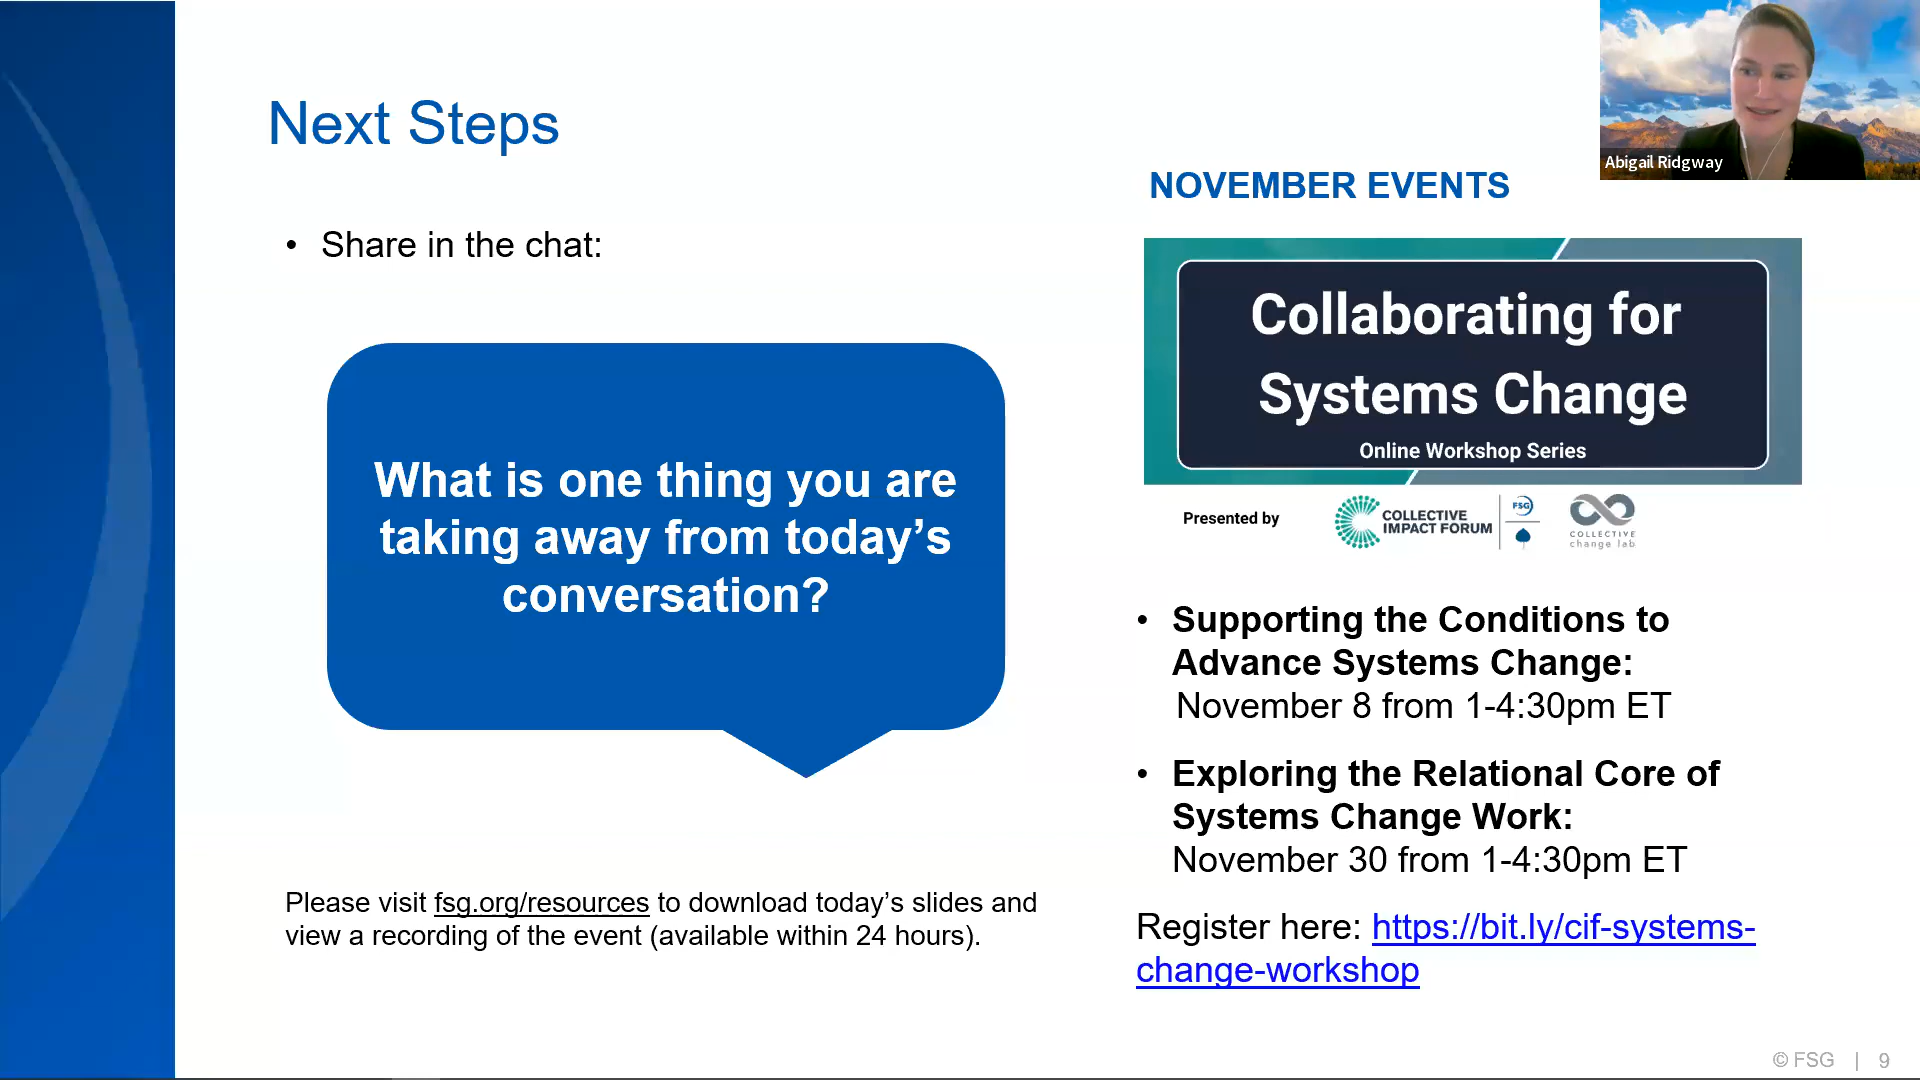 Next Steps
• Share in the chat:
What is one thing you are
taking away from today’s
conversation?
Please visit fsg.org/resources to download today’s slides and
view a recording of the event (available within 24 hours).
Abigail Ridgway
NOVEMBER EVENTS
Collaborating for
Systems Change
Online Workshop Series
Presented by
COLLECTIVE
IMPACT FORUM
FSG
COLLECTIVE
change lab
• Supporting the Conditions to
Advance Systems Change:
November 8 from 1-4:30pm ET
• Exploring the Relational Core of
Systems Change Work:
November 30 from 1-4:30pm ET
Register here: https://bit.ly/cif-systems-
change-workshop
© FSG | 9